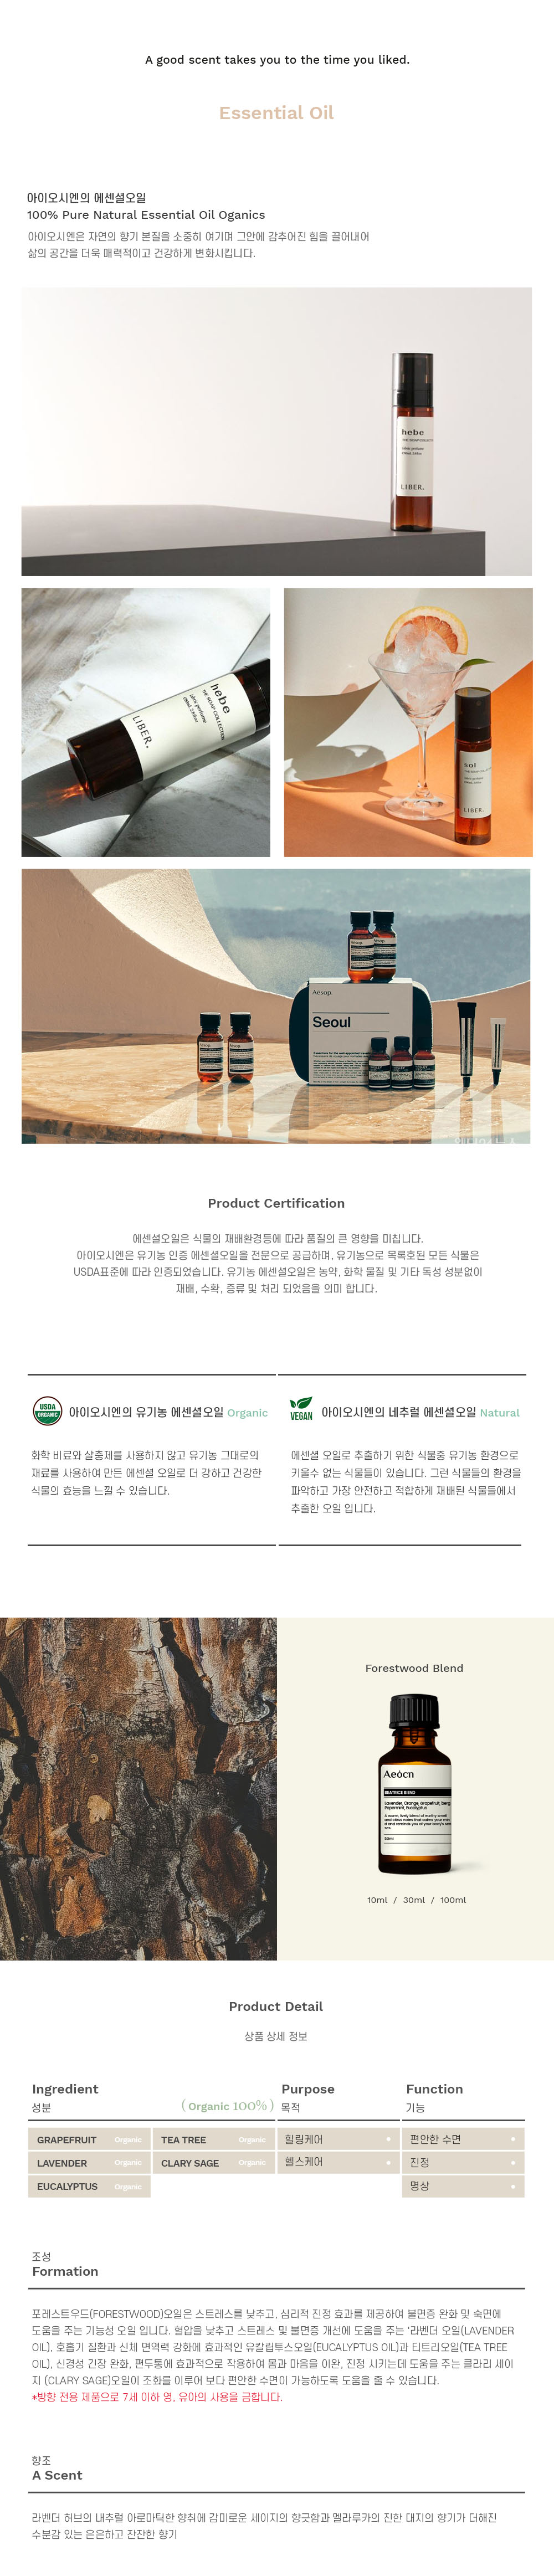 A good scent takes you to the time you liked.
Essential Oil
아이오시엔의 에센셜오일
100% Pure Natural Essential Oil Oganics
아이오시엔은 자연의 향기 본질을 소중히 여기며 그안에 감추어진 힘을 끌어내어
삶의 공간을 더욱 매력적이고 건강하게 변화시킵니다.
hebe
LIBER.
hebe
THE SOAP COLLECTION
LIBER.
sol
LIBER.
Aesop.
Seoul
Product Certification
에센셜오일은 식물의 재배환경등에 따라 품질의 큰 영향을 미칩니다.
아이오시엔은 유기농 인증 에센셜오일을 전문으로 공급하며, 유기농으로 목록호된 모든 식물은
USDA표준에 따라 인증되었습니다. 유기농 에센셜오일은 농약, 화학 물질 및 기타 독성 성분없이
재배, 수확, 증류 및 처리 되었음을 의미 합니다.
USDA
ORGANIC
아이오시엔의 유기농 에센셜오일 Organic
화학 비료와 살충제를 사용하지 않고 유기농 그대로의
재료를 사용하여 만든 에센셜 오일로 더 강하고 건강한
식물의 효능을 느낄 수 있습니다.
VEGAN
아이오시엔의 네추럴 에센셜오일 Natural
에센셜 오일로 추출하기 위한 식물중 유기농 환경으로
키울수 없는 식물들이 있습니다. 그런 식물들의 환경을
파악하고 가장 안전하고 적합하게 재배된 식물들에서
추출한 오일 입니다.
Forestwood Blend
Aeócn
BEATRICE BEND
Lavender, Orange, Grapefruit, berg
Pepermint, Eucalyptus
10ml / 30ml / 100ml
Product Detail
상품 상세 정보
Ingredient
성분
( Organic 100% )
Purpose
목적
Function
기능
GRAPEFRUIT Organic
TEA TREE Organic
힐링케어
편안한 수면
LAVENDER Organic
CLARY SAGE Organic
헬스케어
진정
EUCALYPTUS Organic
명상
조성
Formation
포레스트우드(FORESTWOOD)오일은 스트레스를 낮추고, 심리적 진정 효과를 제공하여 불면증 완화 및 숙면에
도움을 주는 기능성 오일 입니다. 혈압을 낮추고 스트레스 및 불면증 개선에 도움을 주는 '라벤더 오일(LAVENDER
OIL), 호흡기 질환과 신체 면역력 강화에 효과적인 유칼립투스오일(EUCALYPTUS OIL)과 티트리오일(TEA TREE
OIL), 신경성 긴장 완화, 편두통에 효과적으로 작용하여 몸과 마음을 이완, 진정 시키는데 도움을 주는 클라리 세이
지 (CLARY SAGE)오일이 조화를 이루어 보다 편안한 수면이 가능하도록 도움을 줄 수 있습니다.
*방향 전용 제품으로 7세 이하 영, 유아의 사용을 금합니다.
향조
A Scent
라벤더 허브의 내추럴 아로마틱한 향취에 감미로운 세이지의 향긋함과 멜라루카의 진한 대지의 향기가 더해진
수분감 있는 은은하고 잔잔한 향기